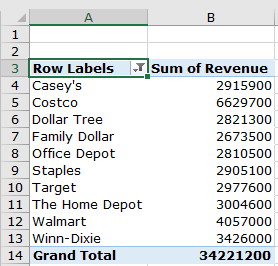 A B
1
2
3 Row Labels Sum of Revenue
4 Casey's 2915900
5 Costco 6629700
6 Dollar Tree 2821300
7 Family Dollar 2673500
8 Office Depot 2810500
9 Staples 2905100
10 Target 2977600
11 The Home Depot 3004600
12 Walmart 4057000
13 Winn-Dixie 3426000
14 Grand Total 34221200